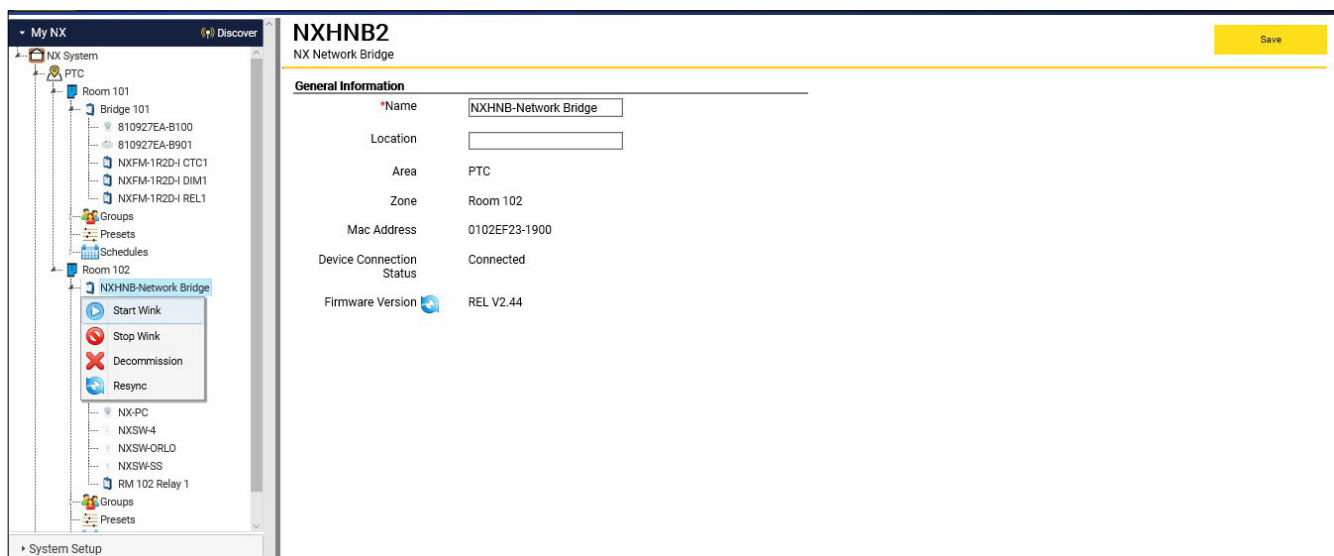 My NX
Discover
NX System
PTC
Room 101
Bridge 101
810927EA-B100
810927EA-B901
NXFM-1R2D-I CTC1
NXFM-1R2D-I DIM1
NXFM-1R2D-I REL1
Groups
Presets
Schedules
Room 102
NXHNB-Network Bridge
Start Wink
Stop Wink
Decommission
Resync
NX-PC
NXSW-4
NXSW-ORLO
NXSW-SS
RM 102 Relay 1
Groups
Presets
System Setup
NXHNB2
NX Network Bridge
Save
General Information
*Name NXHNB-Network Bridge
Location
Area PTC
Zone Room 102
Mac Address 0102EF23-1900
Device Connection Connected
Status
Firmware Version REL V2.44